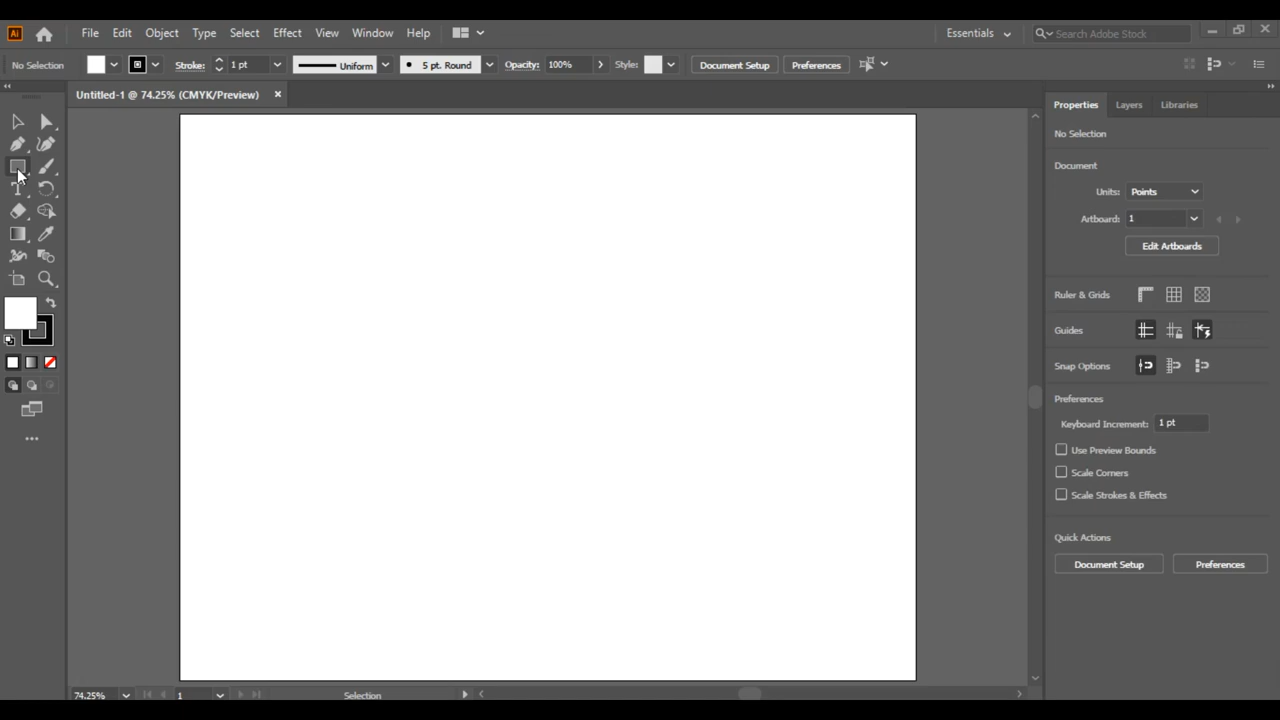 Ai File Edit Object Type Select Effect View Window Help Essentials Search Adobe Stock
No Selection Stroke: 1 pt Uniform 5 pt. Round Opacity: 100% Style: Document Setup Preferences
Untitled-1 @ 74.25% (CMYK/Preview)
Properties Layers Libraries
No Selection
Document
Units: Points
Artboard: 1
Edit Artboards
Ruler & Grids
Guides
Snap Options
Preferences
Keyboard Increment: 1 pt
Use Preview Bounds
Scale Corners
Scale Strokes & Effects
Quick Actions
Document Setup Preferences
74.25% 1 Selection